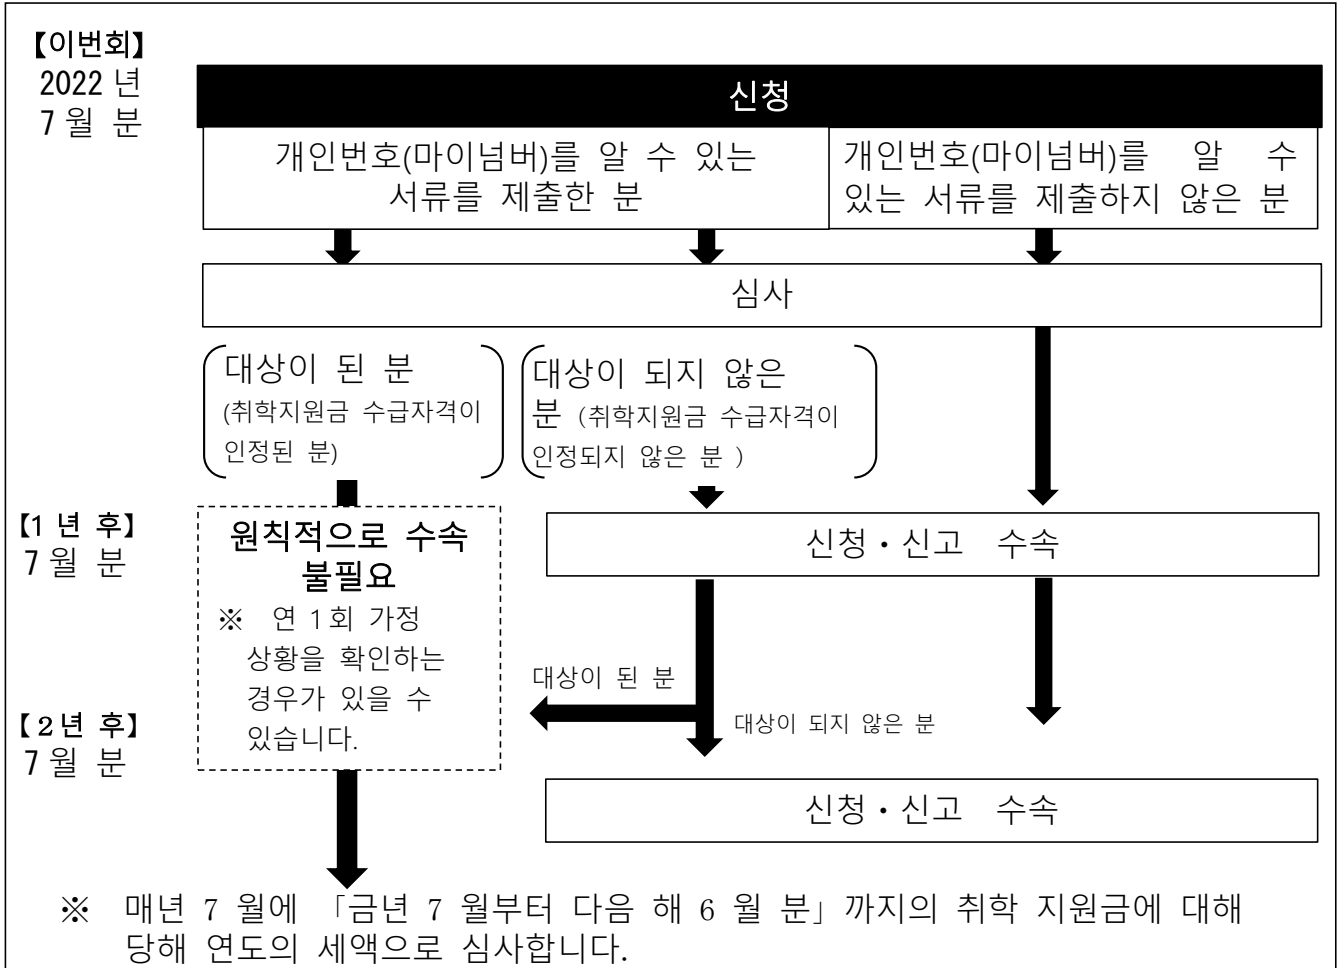 【이번회】
2022 년
7 월 분
신청
개인번호(마이넘버)를 알 수 있는
서류를 제출한 분
개인번호(마이넘버)를 알 수
있는 서류를 제출하지 않은 분
심사
대상이 된 분
(취학지원금 수급자격이
인정된 분)
대상이 되지 않은
분 (취학지원금 수급자격이
인정되지 않은 분 )
【1 년 후】
7 월 분
원칙적으로 수속
불필요
※ 연 1 회 가정
상황을 확인하는
경우가 있을 수
있습니다.
신청・신고 수속
대상이 된 분
대상이 되지 않은 분
【2 년 후】
7 월 분
신청・신고 수속
※ 매년 7 월에 「금년 7 월부터 다음 해 6 월 분」까지의 취학 지원금에 대해
당해 연도의 세액으로 심사합니다.